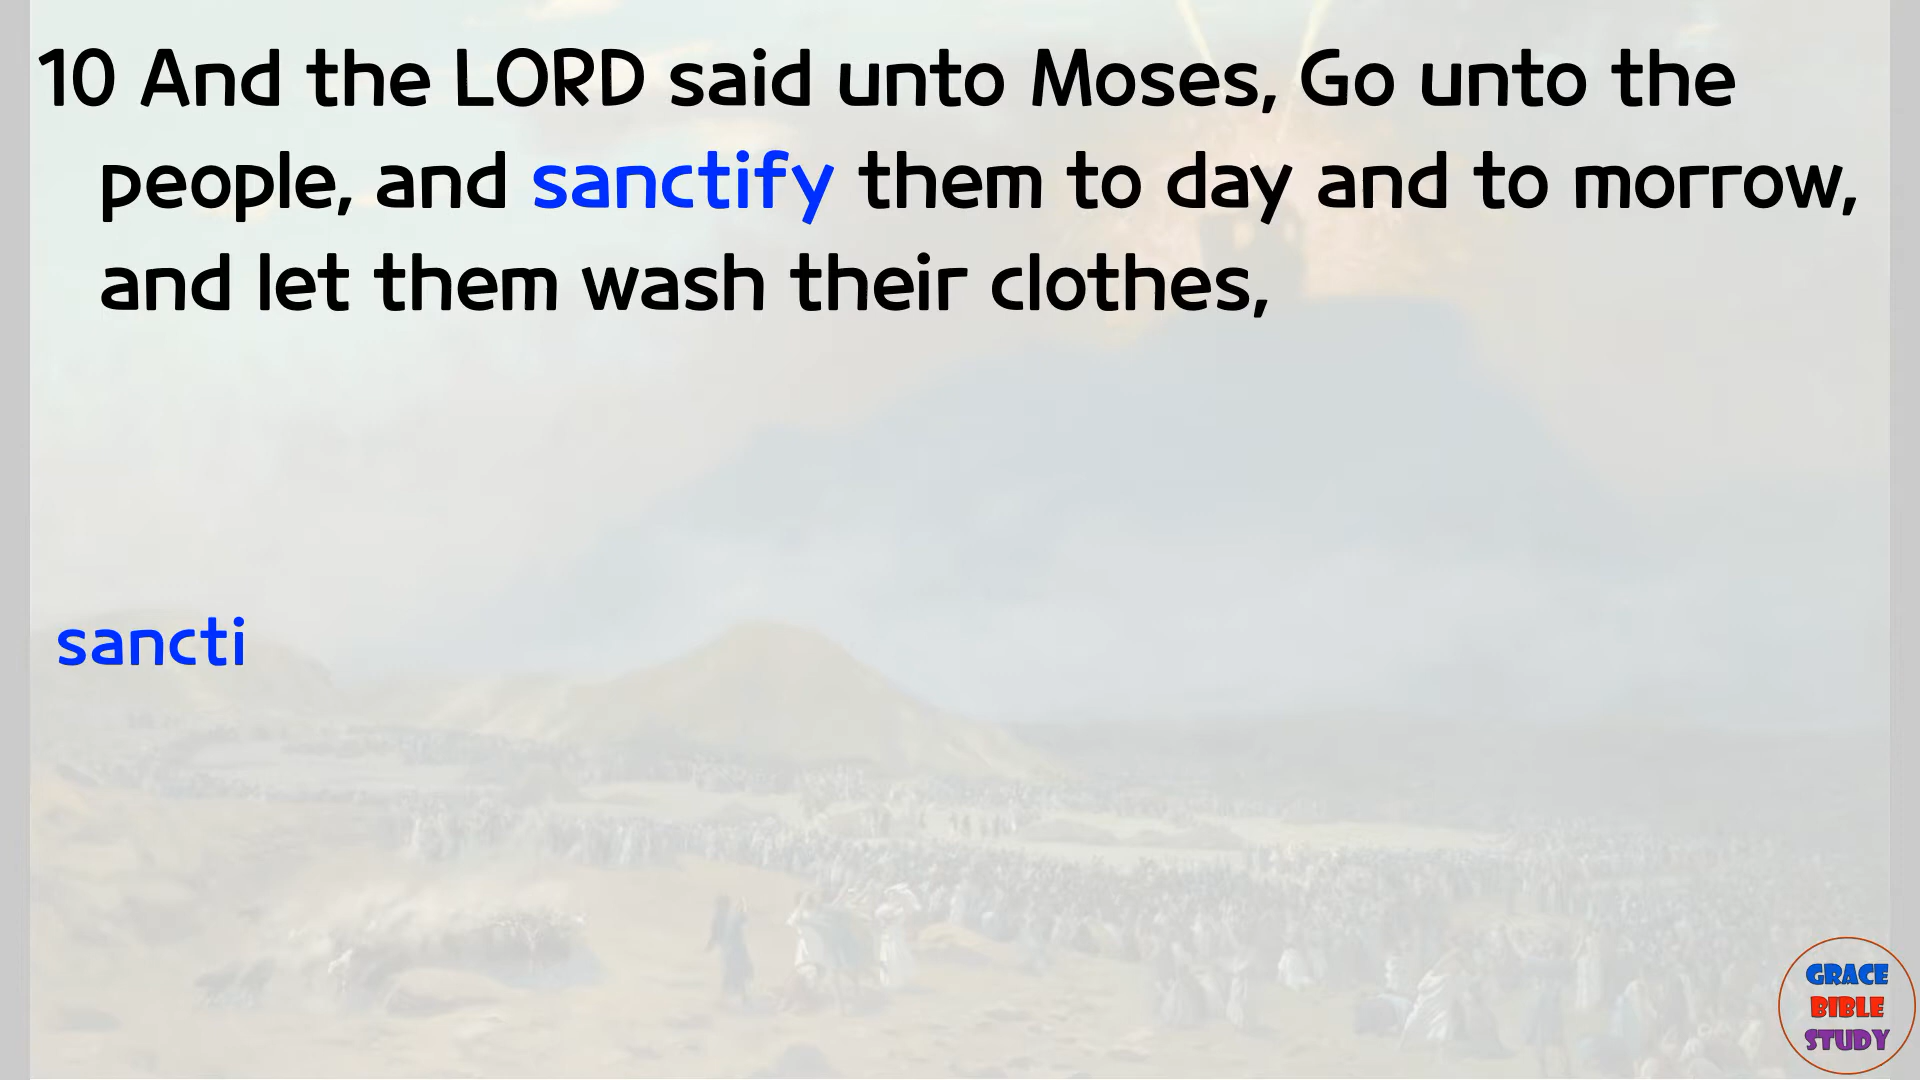 10 And the LORD said unto Moses, Go unto the
people, and sanctify them to day and to morrow,
and let them wash their clothes,
sancti
GRACE
BIBLE
STUDY